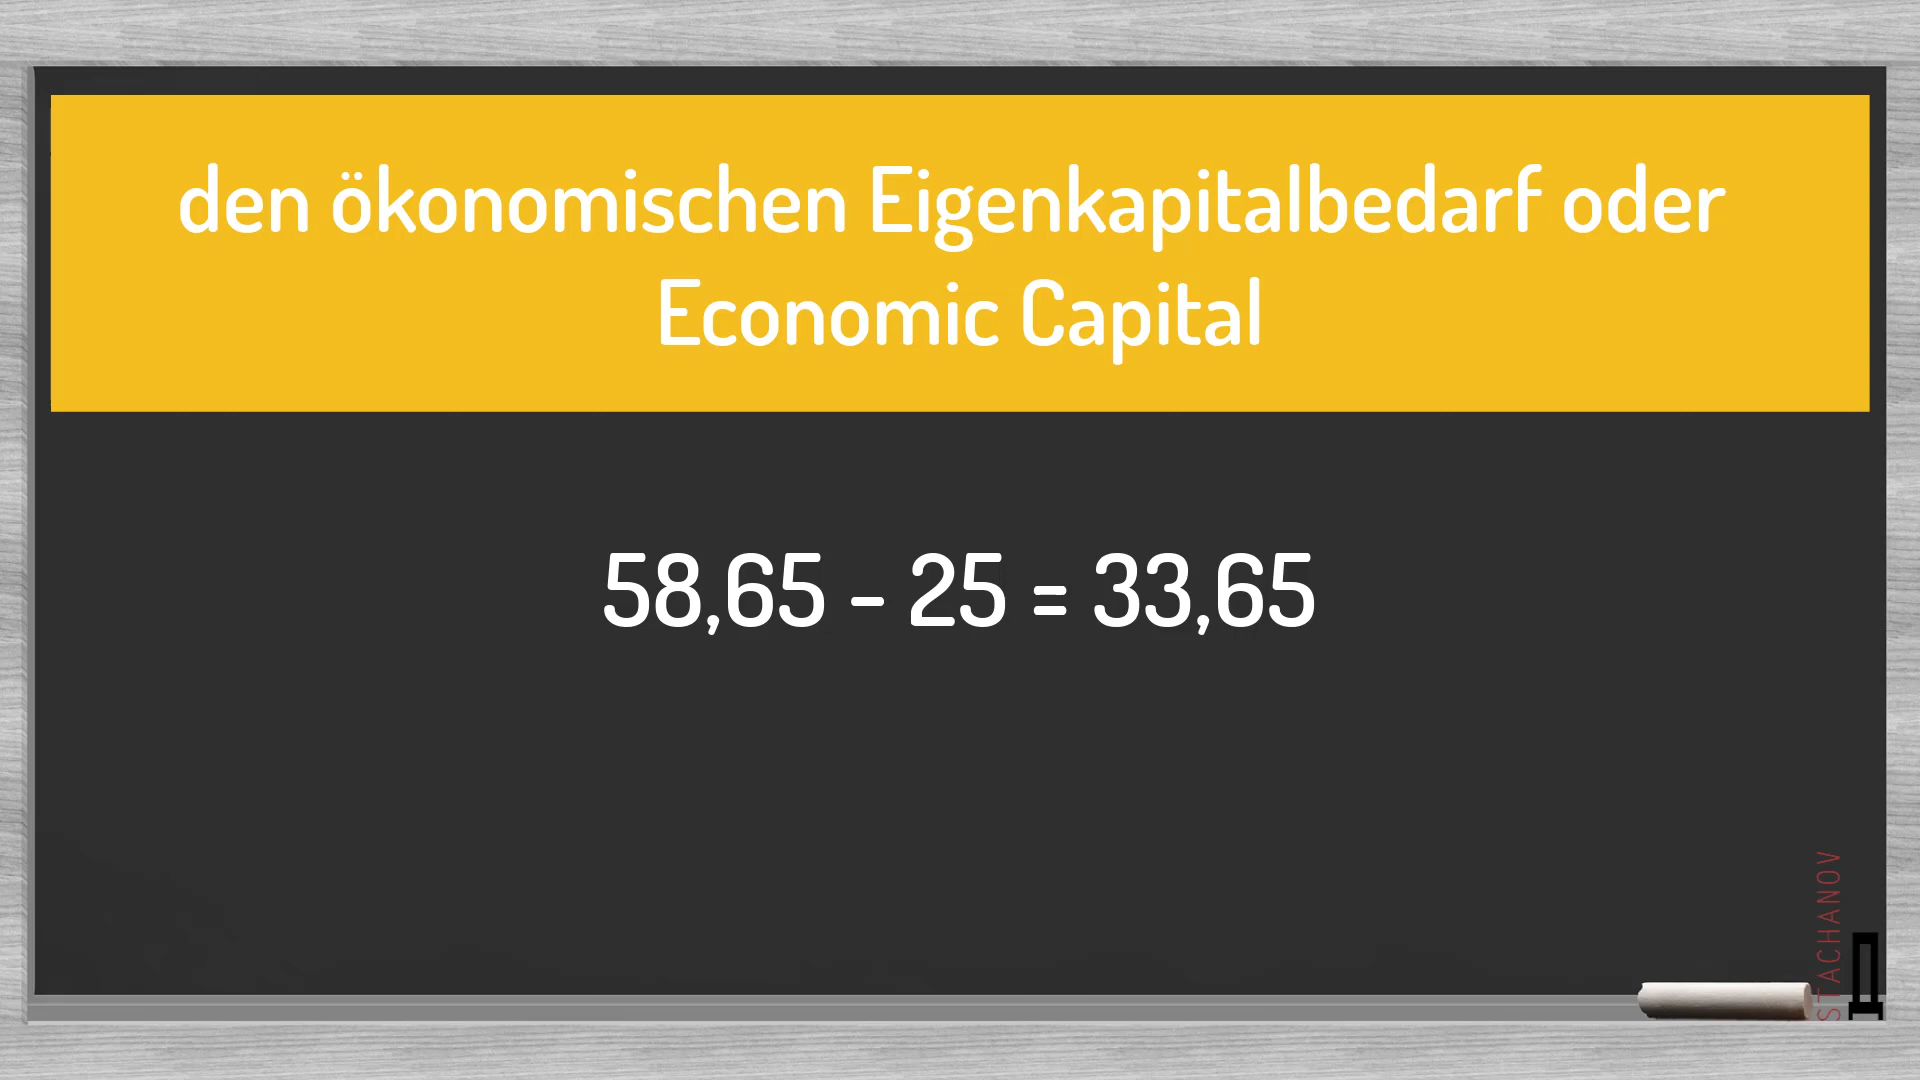 den ökonomischen Eigenkapitalbedarf oder
Economic Capital
58,65 – 25 = 33,65
STACHANOV